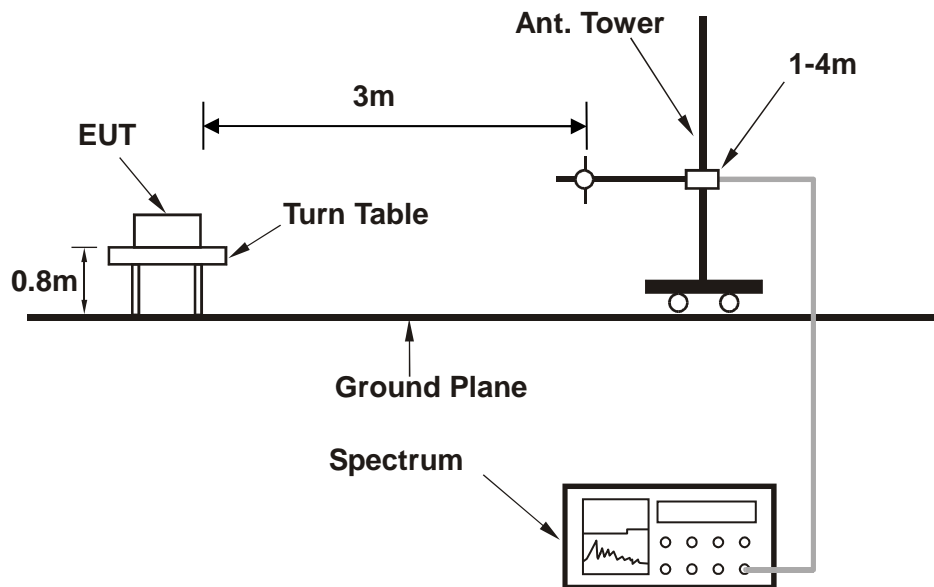 Ant. Tower
1-4m
3m
EUT
Turn Table
0.8m
Ground Plane
Spectrum